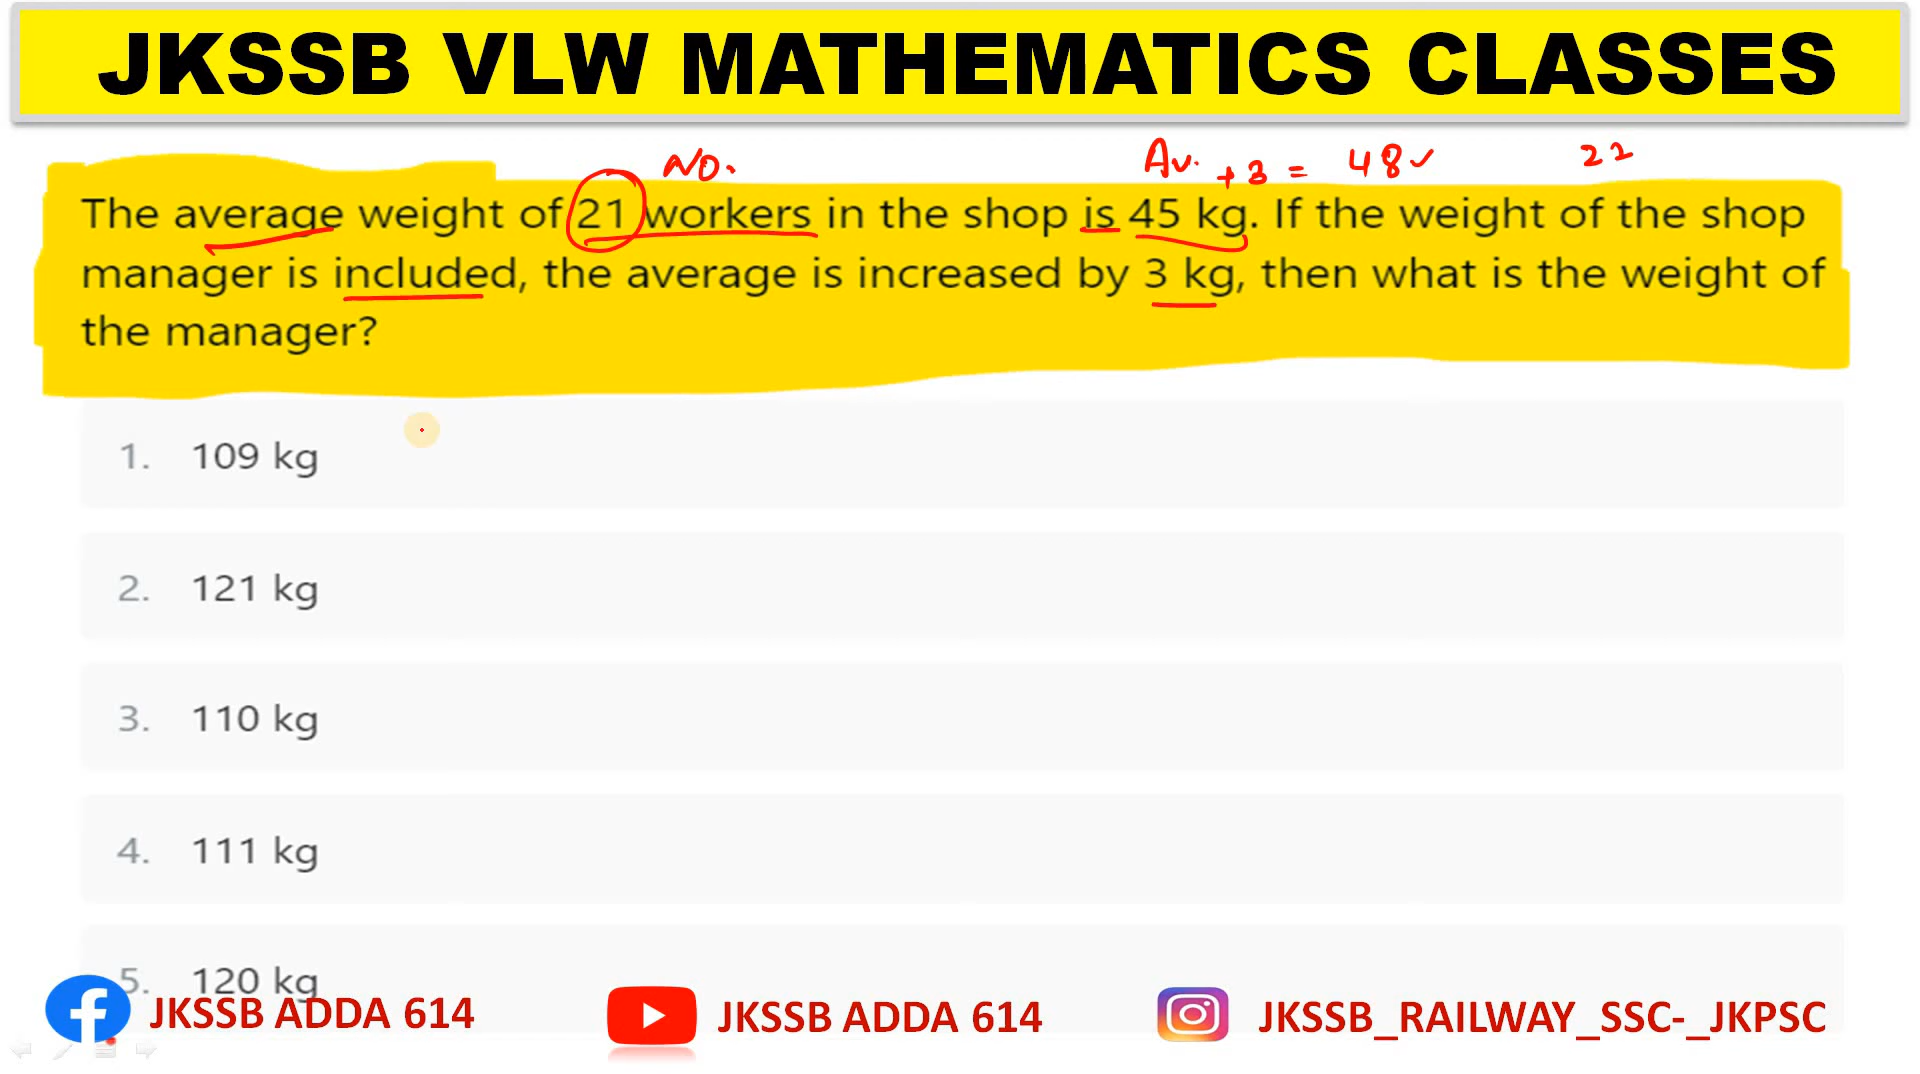 JKSSB VLW MATHEMATICS CLASSES
No. Av. +3 = 48 22
The average weight of 21 workers in the shop is 45 kg. If the weight of the shop
manager is included, the average is increased by 3 kg, then what is the weight of
the manager?
1. 109 kg
2. 121 kg
3. 110 kg
4. 111 kg
5. 120 kg
JKSSB ADDA 614 JKSSB ADDA 614 JKSSB_RAILWAY_SSC-_JKPSC